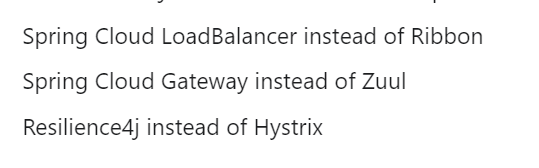 Spring Cloud LoadBalancer instead of Ribbon
Spring Cloud Gateway instead of Zuul
Resilience4j instead of Hystrix